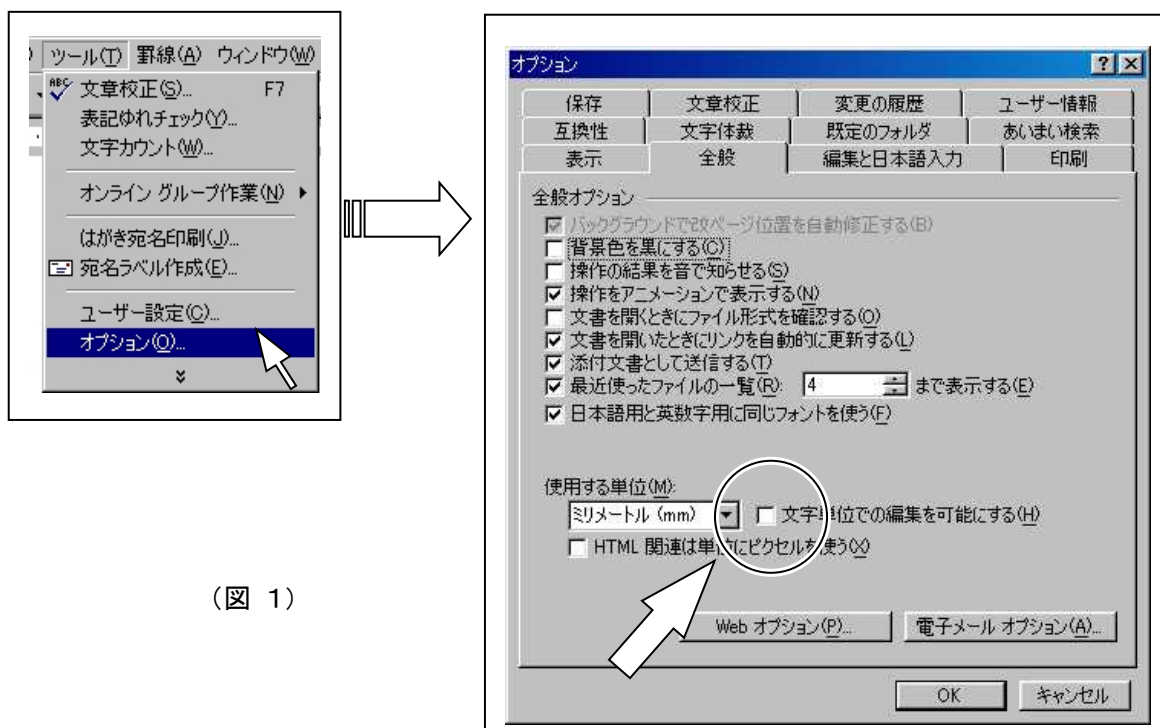 ツール(T) 罫線(A) ウィンドウ(W)
文章校正(S)... F7
表記ゆれチェック(Y)...
文字カウント(W)...
オンライン グループ作業(N)
はがき宛名印刷(J)...
宛名ラベル作成(E)...
ユーザー設定(C)...
オプション(O)...
(図 1)
オプション
保存 文章校正 変更の履歴 ユーザー情報
互換性 文字体裁 既定のフォルダ あいまい検索
表示 全般 編集と日本語入力 印刷
全般オプション
バックグラウンドで改ページ位置を自動修正する(B)
背景色を黒にする(C)
操作の結果を音で知らせる(S)
操作をアニメーションで表示する(N)
文書を開くときにファイル形式を確認する(O)
文書を開いたときにリンクを自動的に更新する(L)
添付文書として送信する(T)
最近使ったファイルの一覧(R): 4 まで表示する(E)
日本語用と英数字用に同じフォントを使う(F)
使用する単位(M):
ミリメートル (mm) 文字単位での編集を可能にする(H)
HTML 関連は単位にピクセルを使う(X)
Web オプション(P)... 電子メール オプション(A)...
OK キャンセル